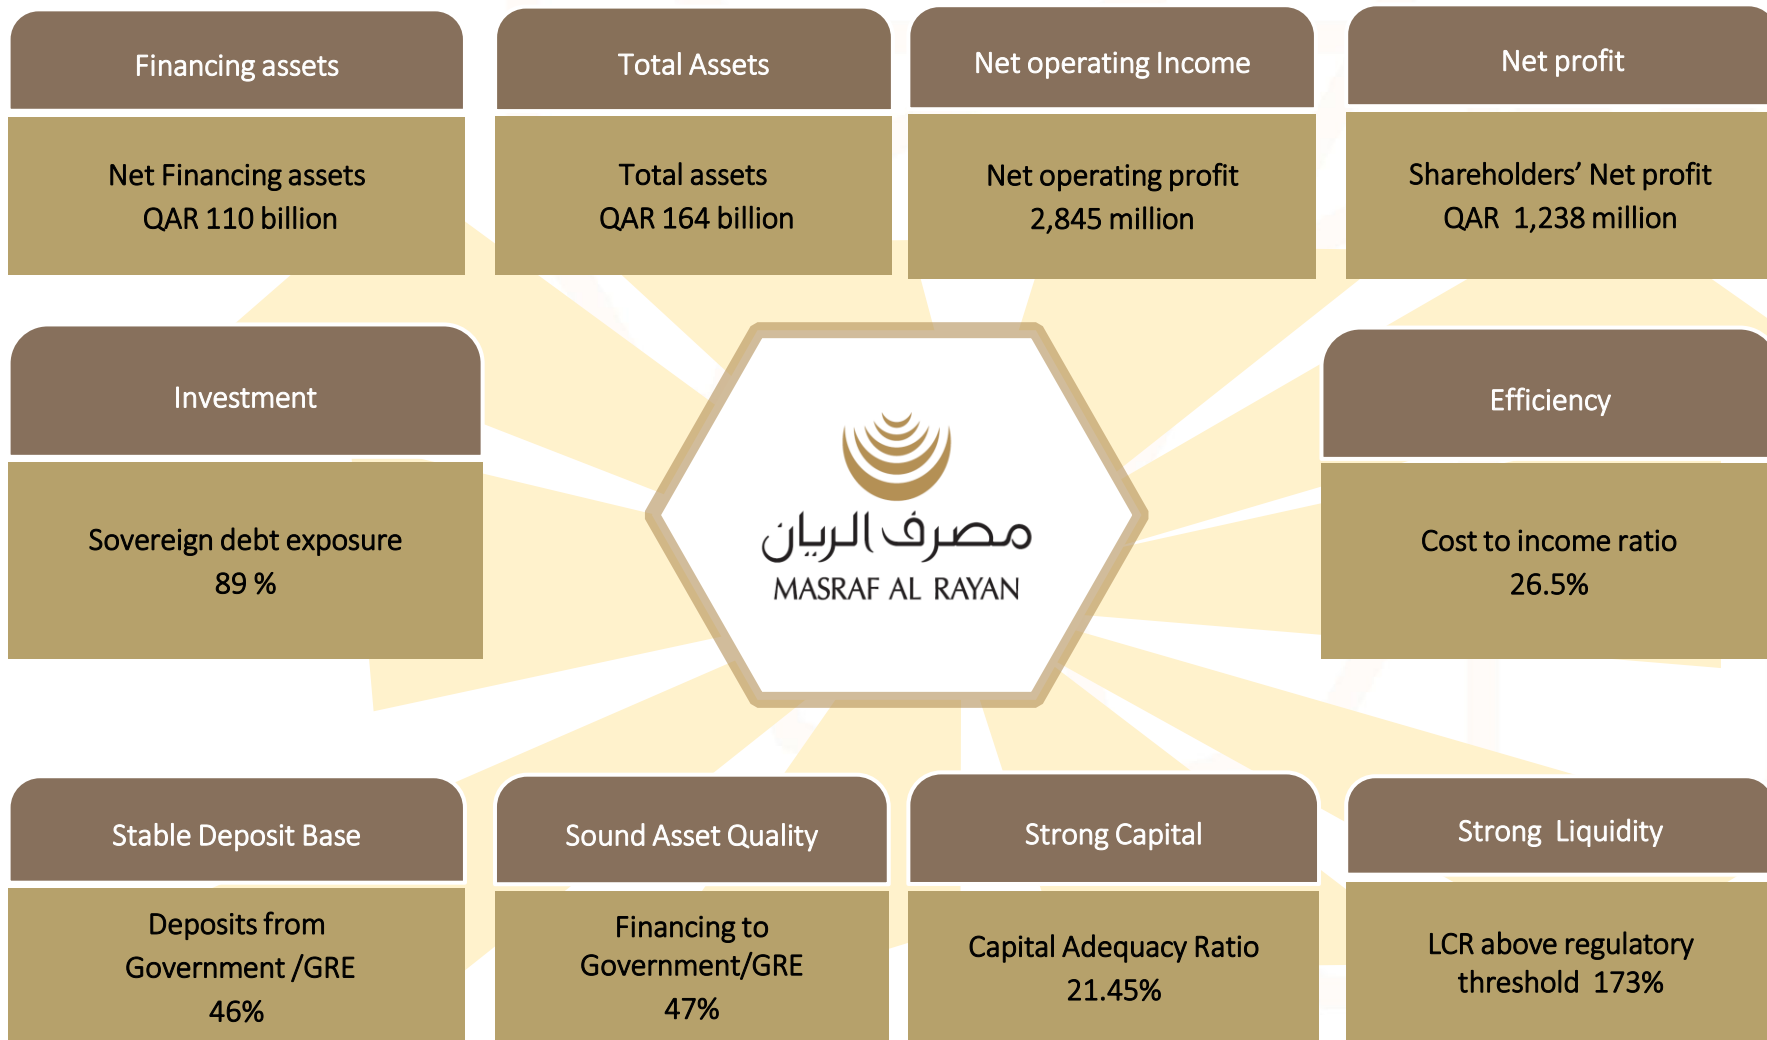 Financing assets
Net Financing assets
QAR 110 billion
Total Assets
Total assets
QAR 164 billion
Net operating Income
Net operating profit
2,845 million
Net profit
Shareholders’ Net profit
QAR 1,238 million
Investment
Sovereign debt exposure
89 %
مصرف الريان
MASRAF AL RAYAN
Efficiency
Cost to income ratio
26.5%
Stable Deposit Base
Deposits from
Government /GRE
46%
Sound Asset Quality
Financing to
Government/GRE
47%
Strong Capital
Capital Adequacy Ratio
21.45%
Strong Liquidity
LCR above regulatory
threshold 173%